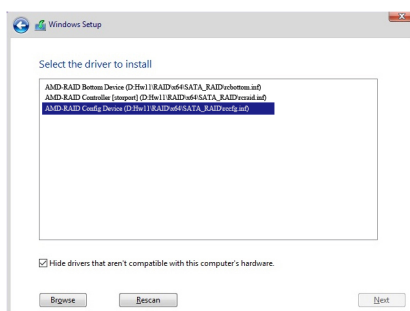 Windows Setup
Select the driver to install
AMD-RAID Bottom Device (D:\Hw11\RAID\x64\SATA_RAID\rcbottom.inf)
AMD-RAID Controller [storport] (D:\Hw11\RAID\x64\SATA_RAID\rcraid.inf)
AMD-RAID Config Device (D:\Hw11\RAID\x64\SATA_RAID\rccfg.inf)
Hide drivers that aren't compatible with this computer's hardware.
Browse
Rescan
Next